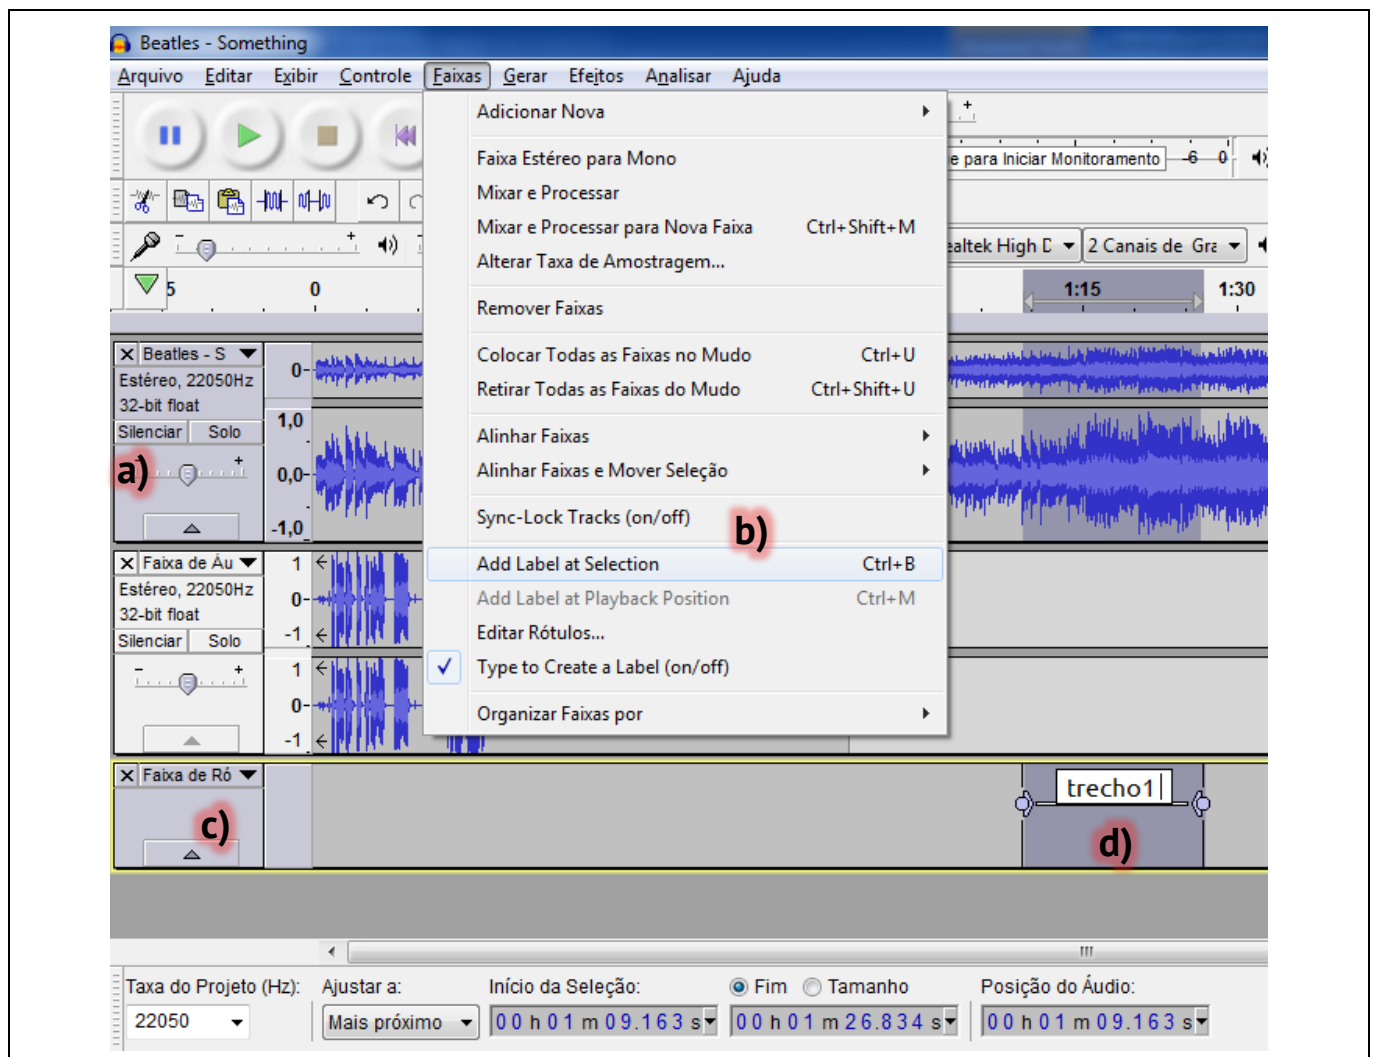 Beatles - Something
Arquivo Editar Exibir Controle Faixas Gerar Efeitos Analisar Ajuda
Adicionar Nova
Faixa Estéreo para Mono
e para Iniciar Monitoramento -6 0
Mixar e Processar
Mixar e Processar para Nova Faixa Ctrl+Shift+M
ealtek High 2 Canais de Gra
Alterar Taxa de Amostragem...
5 0 1:15 1:30
Remover Faixas
Beatles - S
Estéreo, 22050Hz
32-bit float
Silenciar Solo
- +
a)
0-
1,0
0,0-
-1,0
Colocar Todas as Faixas no Mudo Ctrl+U
Retirar Todas as Faixas do Mudo Ctrl+Shift+U
Alinhar Faixas
Alinhar Faixas e Mover Seleção
Sync-Lock Tracks (on/off)
b)
Add Label at Selection Ctrl+B
Add Label at Playback Position Ctrl+M
Editar Rótulos...
Type to Create a Label (on/off)
Organizar Faixas por
Faixa de Áu
Estéreo, 22050Hz
32-bit float
Silenciar Solo
- +
1
0-
-1
1
0-
-1
Faixa de Ró
c)
trecho1
d)
Taxa do Projeto (Hz): Ajustar a: Início da Seleção: Fim Tamanho Posição do Áudio:
22050 Mais próximo 00 h 01 m 09.163 s 00 h 01 m 26.834 s 00 h 01 m 09.163 s